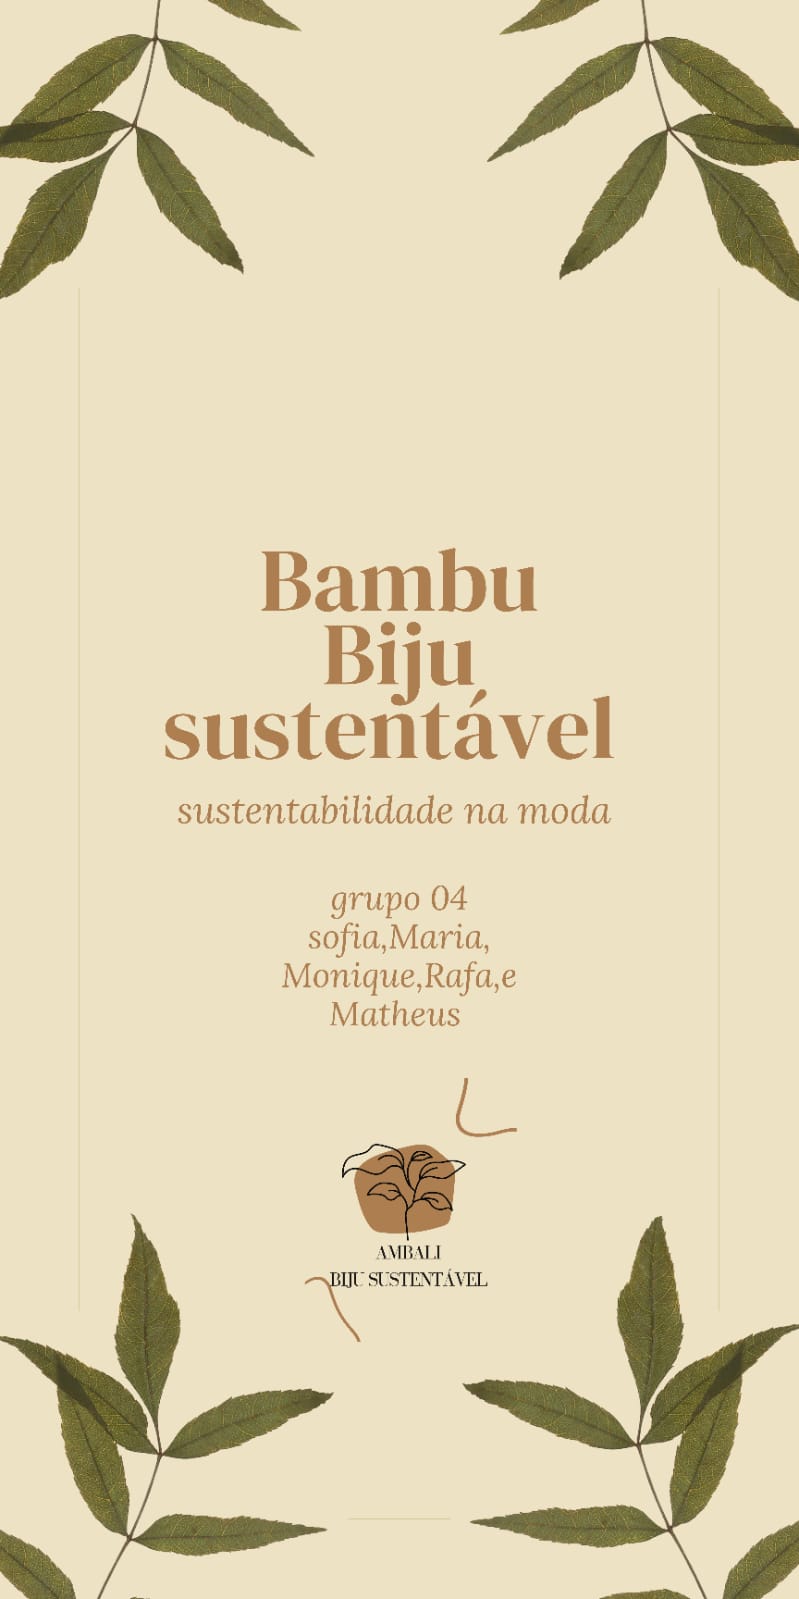 Bambu
Biju
sustentável
sustentabilidade na moda
grupo 04
sofia,Maria,
Monique,Rafa,e
Matheus
AMBALI
BIJU SUSTENTÁVEL